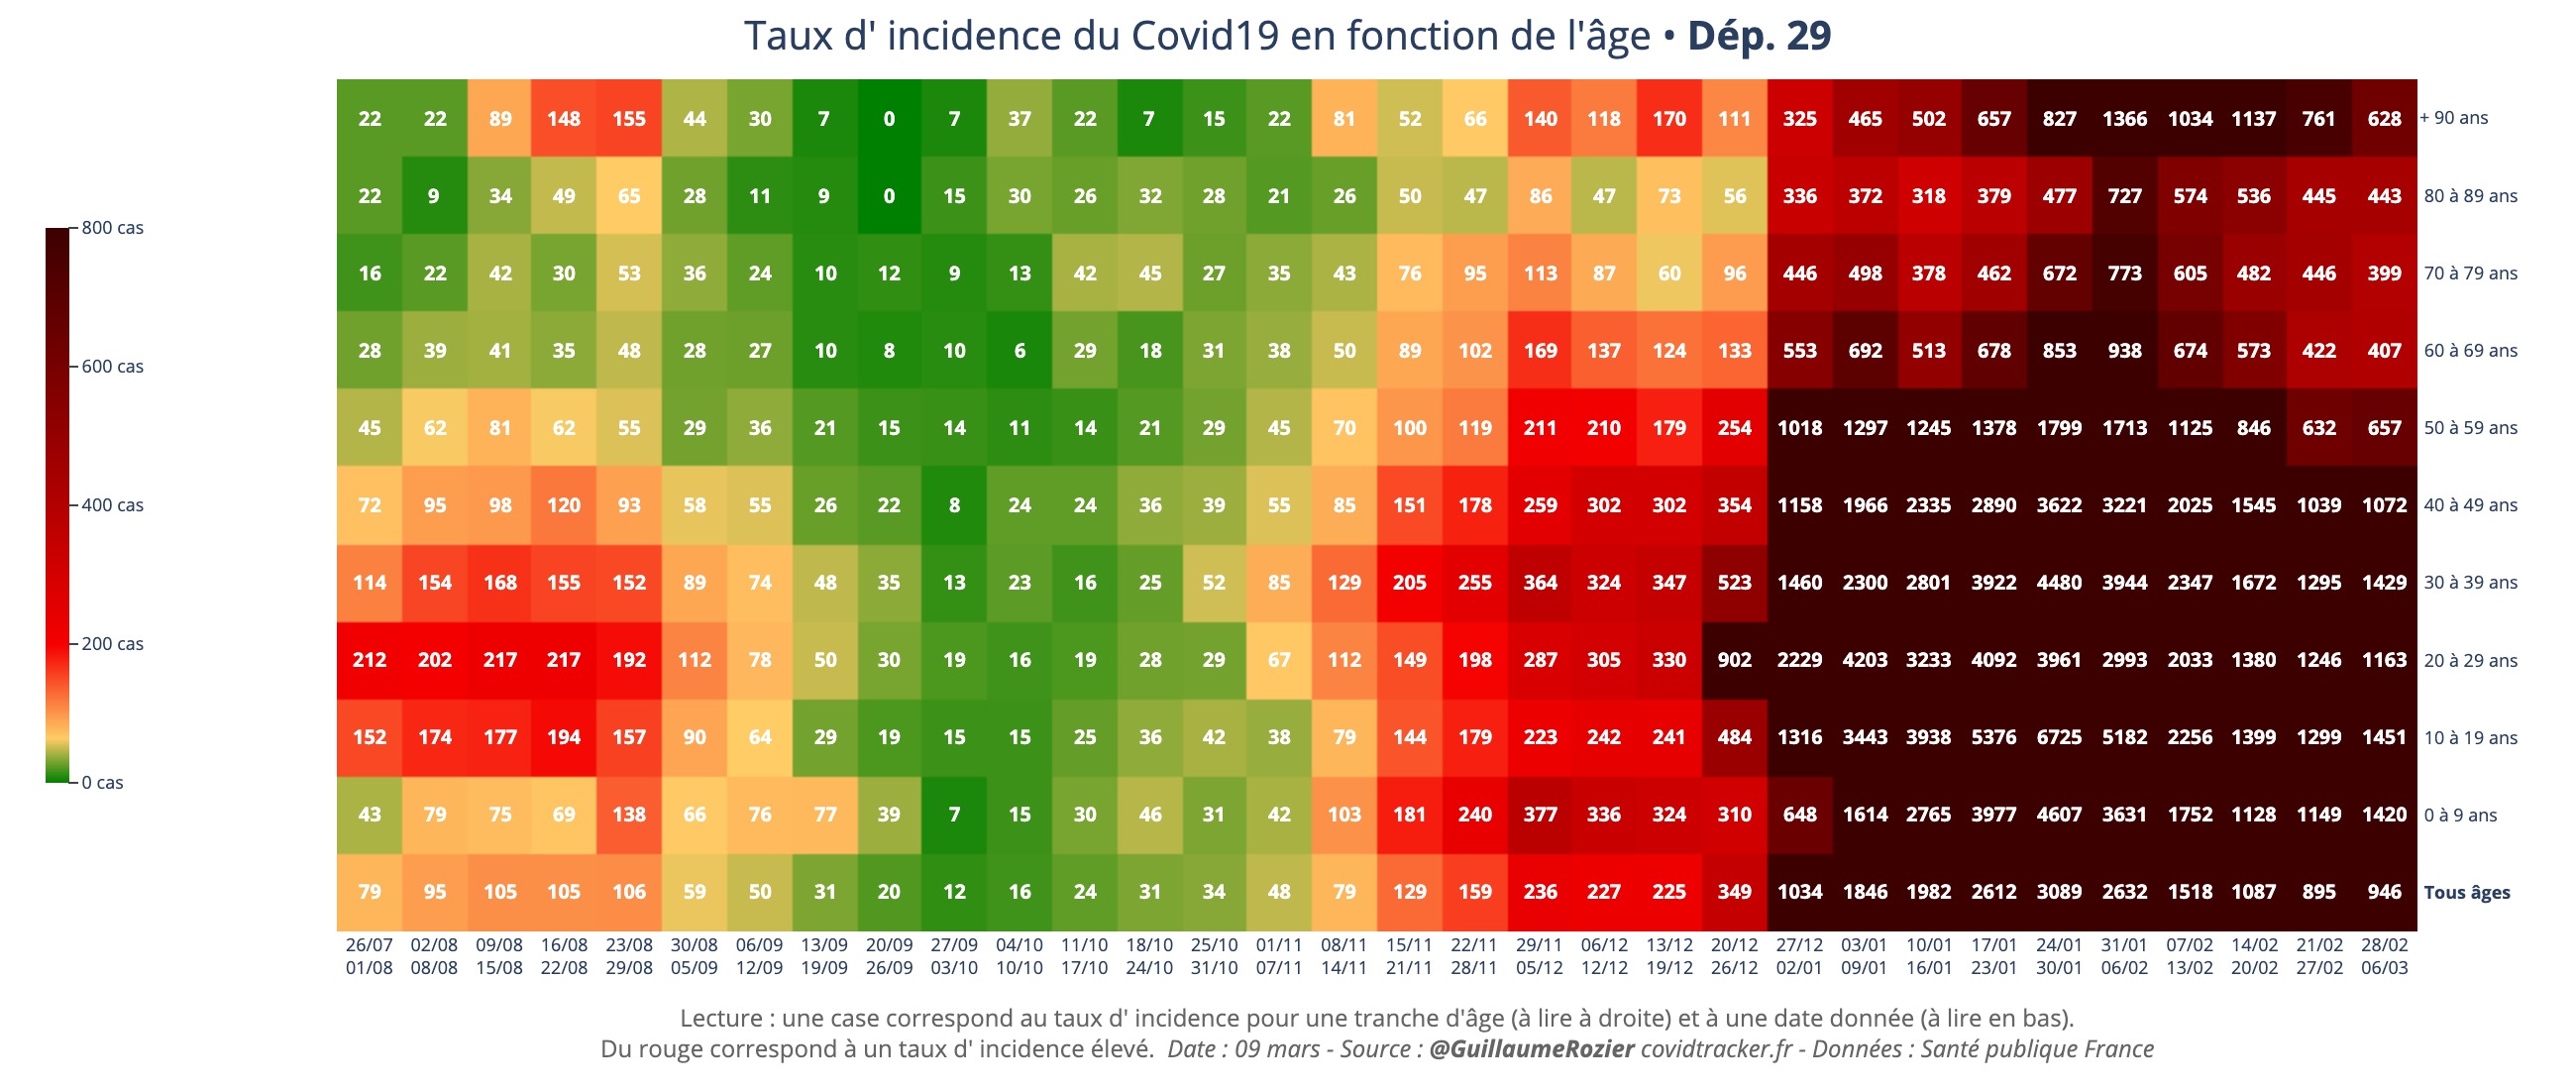 Taux d' incidence du Covid19 en fonction de l'âge • Dép. 29
800 cas
600 cas
400 cas
200 cas
0 cas
22 22 89 148 155 44 30 7 0 7 37 22 7 15 22 81 52 66 140 118 170 111 325 465 502 657 827 1366 1034 1137 761 628 + 90 ans
22 9 34 49 65 28 11 9 0 15 30 26 32 28 21 26 50 47 86 47 73 56 336 372 318 379 477 727 574 536 445 443 80 à 89 ans
16 22 42 30 53 36 24 10 12 9 13 42 45 27 35 43 76 95 113 87 60 96 446 498 378 462 672 773 605 482 446 399 70 à 79 ans
28 39 41 35 48 28 27 10 8 10 6 29 18 31 38 50 89 102 169 137 124 133 553 692 513 678 853 938 674 573 422 407 60 à 69 ans
45 62 81 62 55 29 36 21 15 14 11 14 21 29 45 70 100 119 211 210 179 254 1018 1297 1245 1378 1799 1713 1125 846 632 657 50 à 59 ans
72 95 98 120 93 58 55 26 22 8 24 24 36 39 55 85 151 178 259 302 302 354 1158 1966 2335 2890 3622 3221 2025 1545 1039 1072 40 à 49 ans
114 154 168 155 152 89 74 48 35 13 23 16 25 52 85 129 205 255 364 324 347 523 1460 2300 2801 3922 4480 3944 2347 1672 1295 1429 30 à 39 ans
212 202 217 217 192 112 78 50 30 19 16 19 28 29 67 112 149 198 287 305 330 902 2229 4203 3233 4092 3961 2993 2033 1380 1246 1163 20 à 29 ans
152 174 177 194 157 90 64 29 19 15 15 25 36 42 38 79 144 179 223 242 241 484 1316 3443 3938 5376 6725 5182 2256 1399 1299 1451 10 à 19 ans
43 79 75 69 138 66 76 77 39 7 15 30 46 31 42 103 181 240 377 336 324 310 648 1614 2765 3977 4607 3631 1752 1128 1149 1420 0 à 9 ans
79 95 105 105 106 59 50 31 20 12 16 24 31 34 48 79 129 159 236 227 225 349 1034 1846 1982 2612 3089 2632 1518 1087 895 946 Tous âges
26/07 02/08 09/08 16/08 23/08 30/08 06/09 13/09 20/09 27/09 04/10 11/10 18/10 25/10 01/11 08/11 15/11 22/11 29/11 06/12 13/12 20/12 27/12 03/01 10/01 17/01 24/01 31/01 07/02 14/02 21/02 28/02
01/08 08/08 15/08 22/08 29/08 05/09 12/09 19/09 26/09 03/10 10/10 17/10 24/10 31/10 07/11 14/11 21/11 28/11 05/12 12/12 19/12 26/12 02/01 09/01 16/01 23/01 30/01 06/02 13/02 20/02 27/02 06/03
Lecture : une case correspond au taux d' incidence pour une tranche d'âge (à lire à droite) et à une date donnée (à lire en bas).
Du rouge correspond à un taux d' incidence élevé. Date : 09 mars - Source : @GuillaumeRozier covidtracker.fr - Données : Santé publique France